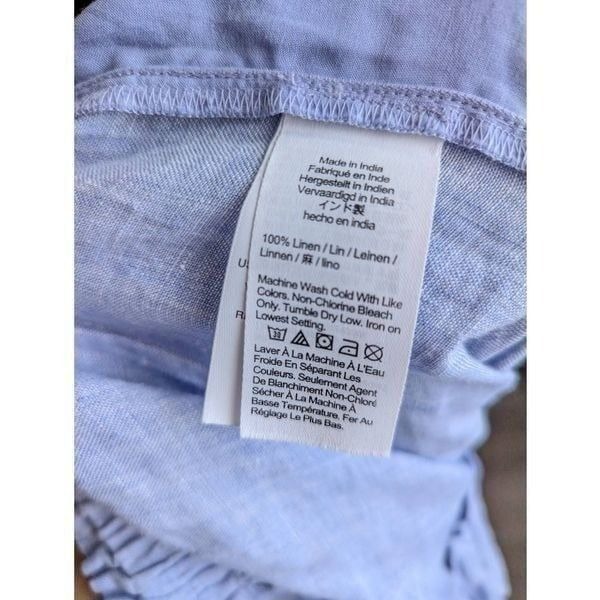 Made in India
Fabriqué en Inde
Hergestellt in Indien
Vervaardigd in India
インド製
hecho en india
100% Linen / Lin / Leinen /
Linnen / 麻 / lino
Machine Wash Cold With Like
Colors. Non-Chlorine Bleach
Only. Tumble Dry Low. Iron on
Lowest Setting.
Laver À La Machine À L'Eau
Froide En Séparant Les
Couleurs. Seulement Agent
De Blanchiment Non-Chloré
Sécher À La Machine À
Basse Température. Fer Au
Réglage Le Plus Bas.